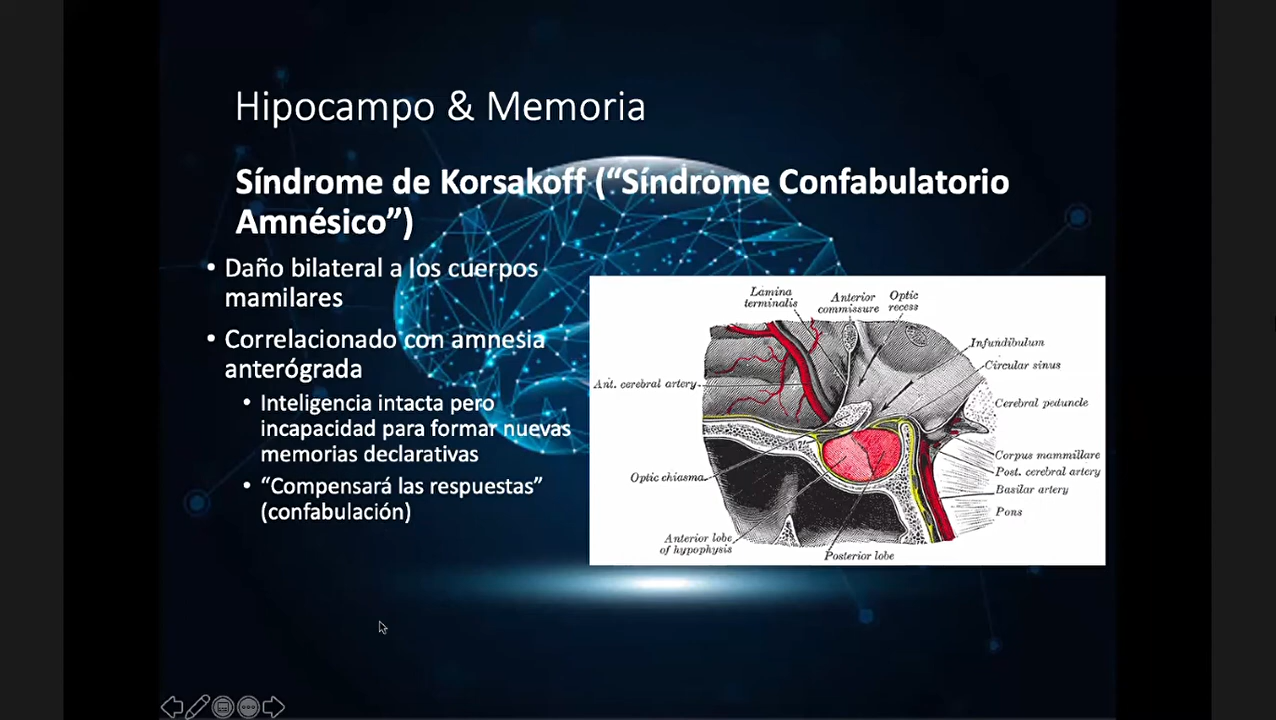 Hipocampo & Memoria
Síndrome de Korsakoff (“Síndrome Confabulatorio
Amnésico”)
• Daño bilateral a los cuerpos
mamilares
• Correlacionado con amnesia
anterógrada
• Inteligencia intacta pero
incapacidad para formar nuevas
memorias declarativas
• “Compensará las respuestas”
(confabulación)
Lamina
terminalis
Anterior
commissure
Optic
recess
Infundibulum
Circular sinus
Ant. cerebral artery
Cerebral peduncle
Corpus mammillare
Post. cerebral artery
Optic chiasma
Basilar artery
Pons
Anterior lobe
of hypophysis
Posterior lobe